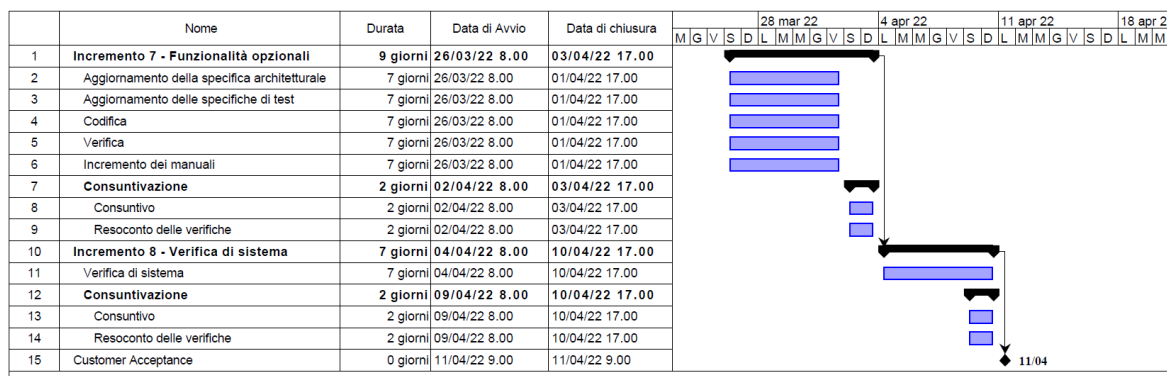 Nome Durata Data di Avvio Data di chiusura 28 mar 22 4 apr 22 11 apr 22 18 apr 2
M G V S D L M M G V S D L M M G V S D L M M G V S D L M M
1 Incremento 7 - Funzionalità opzionali 9 giorni 26/03/22 8.00 03/04/22 17.00
2 Aggiornamento della specifica architetturale 7 giorni 26/03/22 8.00 01/04/22 17.00
3 Aggiornamento delle specifiche di test 7 giorni 26/03/22 8.00 01/04/22 17.00
4 Codifica 7 giorni 26/03/22 8.00 01/04/22 17.00
5 Verifica 7 giorni 26/03/22 8.00 01/04/22 17.00
6 Incremento dei manuali 7 giorni 26/03/22 8.00 01/04/22 17.00
7 Consuntivazione 2 giorni 02/04/22 8.00 03/04/22 17.00
8 Consuntivo 2 giorni 02/04/22 8.00 03/04/22 17.00
9 Resoconto delle verifiche 2 giorni 02/04/22 8.00 03/04/22 17.00
10 Incremento 8 - Verifica di sistema 7 giorni 04/04/22 8.00 10/04/22 17.00
11 Verifica di sistema 7 giorni 04/04/22 8.00 10/04/22 17.00
12 Consuntivazione 2 giorni 09/04/22 8.00 10/04/22 17.00
13 Consuntivo 2 giorni 09/04/22 8.00 10/04/22 17.00
14 Resoconto delle verifiche 2 giorni 09/04/22 8.00 10/04/22 17.00
15 Customer Acceptance 0 giorni 11/04/22 9.00 11/04/22 9.00 11/04